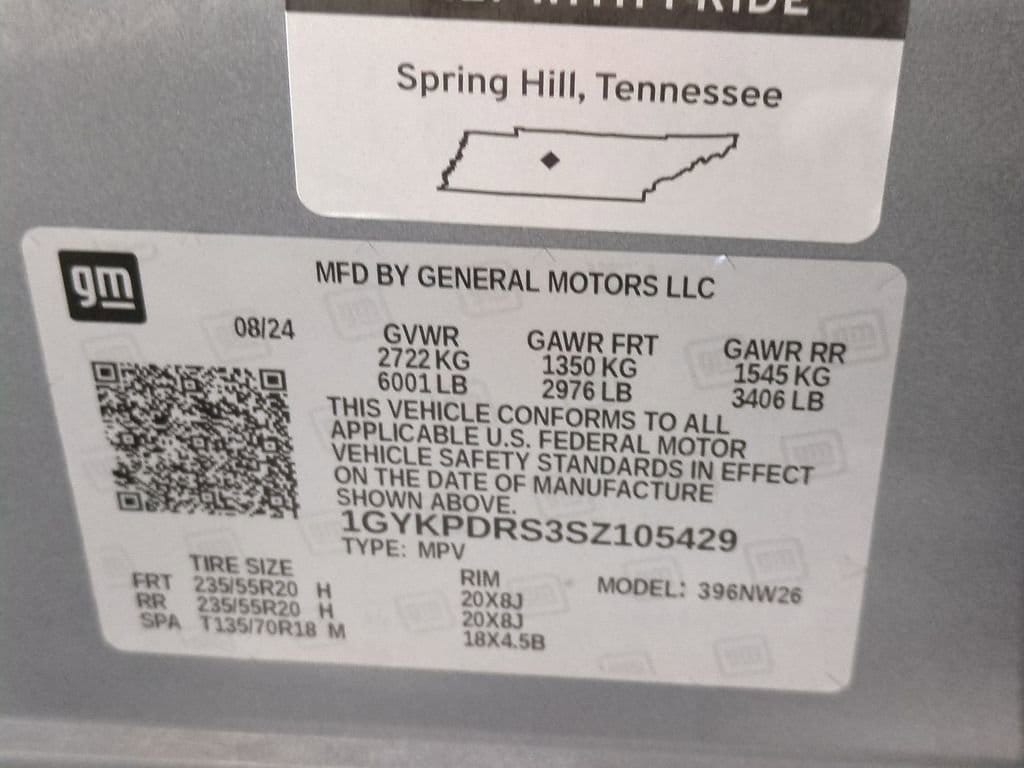 WITH PRIDE
Spring Hill, Tennessee
gm
MFD BY GENERAL MOTORS LLC
08/24 GVWR GAWR FRT GAWR RR
2722 KG 1350 KG 1545 KG
6001 LB 2976 LB 3406 LB
THIS VEHICLE CONFORMS TO ALL
APPLICABLE U.S. FEDERAL MOTOR
VEHICLE SAFETY STANDARDS IN EFFECT
ON THE DATE OF MANUFACTURE
SHOWN ABOVE.
1GYKPDRS3SZ105429
TYPE: MPV
TIRE SIZE RIM MODEL: 396NW26
FRT 235/55R20 H 20X8J
RR 235/55R20 H 20X8J
SPA T135/70R18 M 18X4.5B